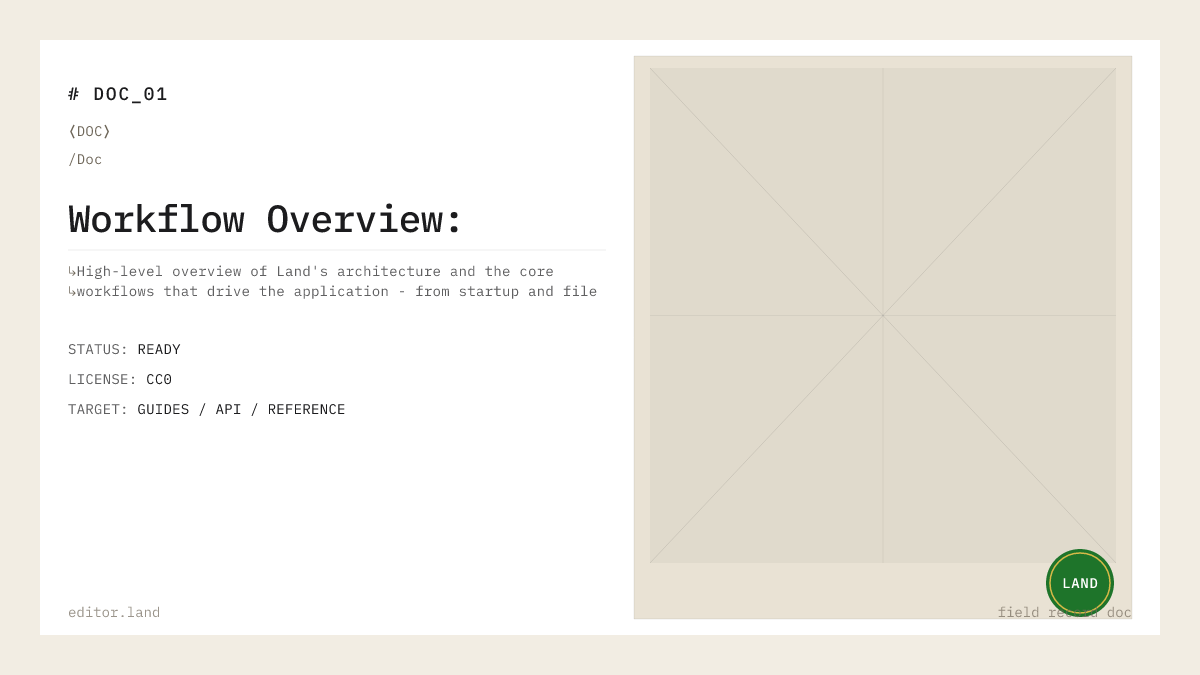 # DOC_01
⟨DOC⟩
/Doc
Workflow Overview:
↳High-level overview of Land's architecture and the core
↳workflows that drive the application - from startup and file
STATUS: READY
LICENSE: CC0
TARGET: GUIDES / API / REFERENCE
LAND
editor.land
field record doc